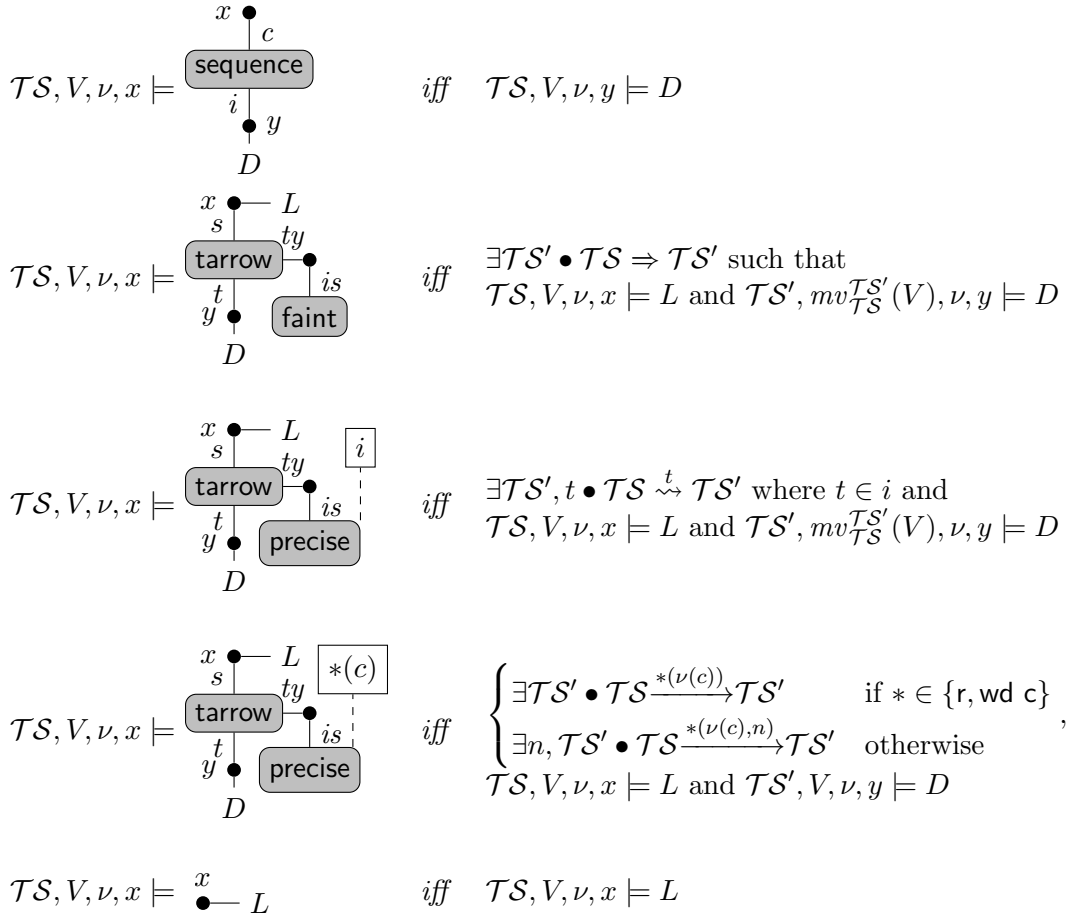 x
c
sequence
𝒯𝒮, V, ν, x ⊨ iff 𝒯𝒮, V, ν, y ⊨ D
i
y
D
x L
s
ty
tarrow
𝒯𝒮, V, ν, x ⊨ iff ∃𝒯𝒮′ • 𝒯𝒮 ⇒ 𝒯𝒮′ such that
𝒯𝒮, V, ν, x ⊨ L and 𝒯𝒮′, mv_{𝒯𝒮}^{𝒯𝒮′}(V), ν, y ⊨ D
t
is
y
faint
D
x L
i
s
ty
tarrow
𝒯𝒮, V, ν, x ⊨ iff ∃𝒯𝒮′, t • 𝒯𝒮 ⇝^{t} 𝒯𝒮′ where t ∈ i and
𝒯𝒮, V, ν, x ⊨ L and 𝒯𝒮′, mv_{𝒯𝒮}^{𝒯𝒮′}(V), ν, y ⊨ D
t
is
y
precise
D
x L
∗(c)
s
ty
tarrow
∃𝒯𝒮′ • 𝒯𝒮 →^{∗(ν(c))} 𝒯𝒮′ if ∗ ∈ {r, wd c}
𝒯𝒮, V, ν, x ⊨ iff ,
∃n, 𝒯𝒮′ • 𝒯𝒮 →^{∗(ν(c),n)} 𝒯𝒮′ otherwise
𝒯𝒮, V, ν, x ⊨ L and 𝒯𝒮′, V, ν, y ⊨ D
t
is
y
precise
D
x
𝒯𝒮, V, ν, x ⊨ L iff 𝒯𝒮, V, ν, x ⊨ L